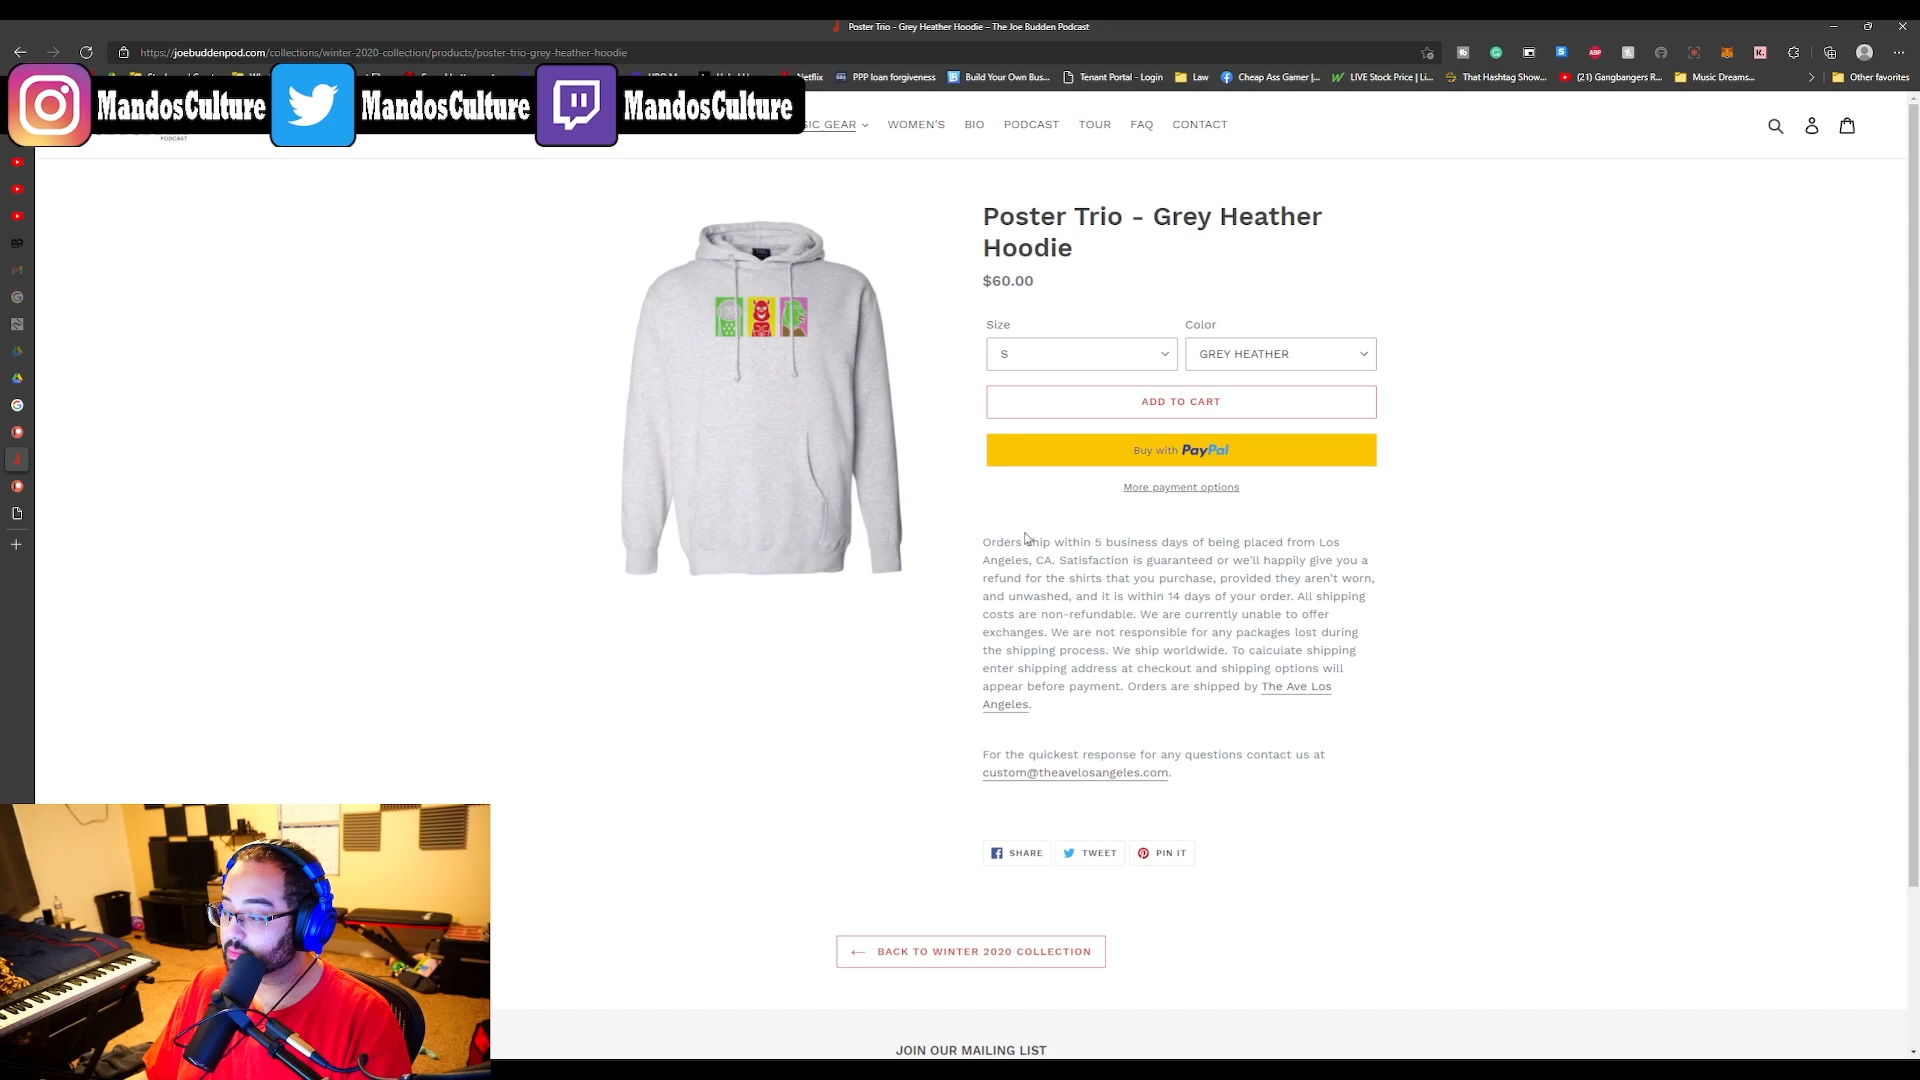 Poster Trio - Grey Heather Hoodie – The Joe Budden Podcast
https://joebuddenpod.com/collections/winter-2020-collection/products/poster-trio-grey-heather-hoodie
Netflix
PPP loan forgiveness
Build Your Own Bus...
Tenant Portal - Login
Law
Cheap Ass Gamer |...
LIVE Stock Price | Li...
That Hashtag Show...
(21) Gangbangers R...
Music Dreams...
Other favorites
MandosCulture
MandosCulture
MandosCulture
PODCAST
SIC GEAR
WOMEN'S
BIO
PODCAST
TOUR
FAQ
CONTACT
Poster Trio - Grey Heather
Hoodie
$60.00
Size
Color
S
GREY HEATHER
ADD TO CART
Buy with PayPal
More payment options
Orders ship within 5 business days of being placed from Los
Angeles, CA. Satisfaction is guaranteed or we'll happily give you a
refund for the shirts that you purchase, provided they aren't worn,
and unwashed, and it is within 14 days of your order. All shipping
costs are non-refundable. We are currently unable to offer
exchanges. We are not responsible for any packages lost during
the shipping process. We ship worldwide. To calculate shipping
enter shipping address at checkout and shipping options will
appear before payment. Orders are shipped by The Ave Los
Angeles.
For the quickest response for any questions contact us at
custom@theavelosangeles.com.
SHARE
TWEET
PIN IT
BACK TO WINTER 2020 COLLECTION
JOIN OUR MAILING LIST